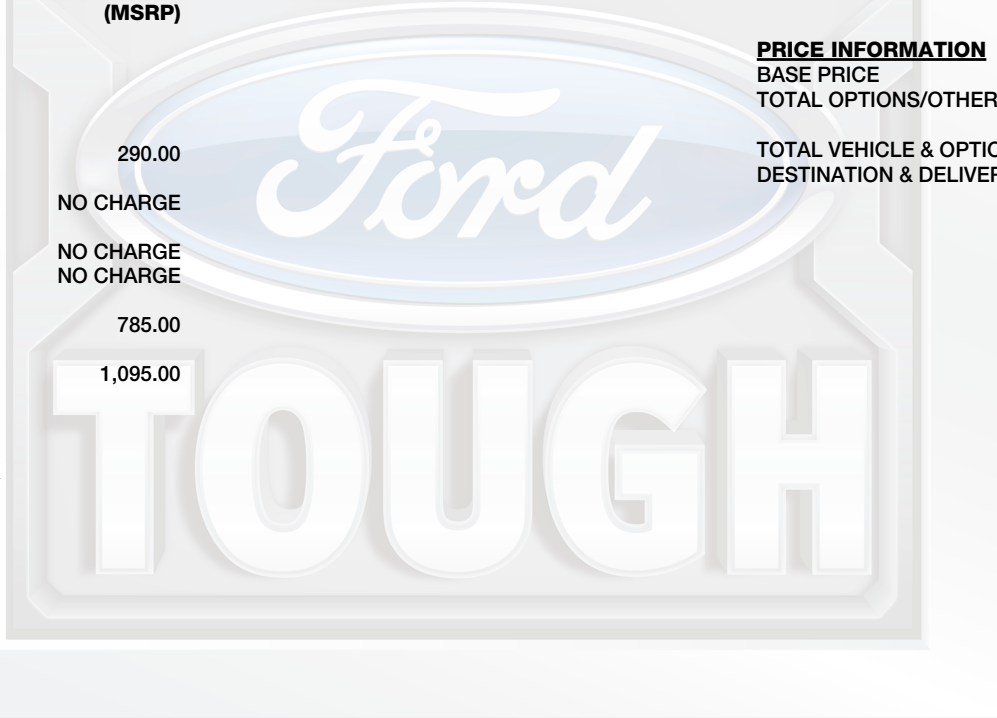 (MSRP)
290.00
NO CHARGE
NO CHARGE
NO CHARGE
785.00
1,095.00
PRICE INFORMATION
BASE PRICE
TOTAL OPTIONS/OTHER
TOTAL VEHICLE & OPTIO
DESTINATION & DELIVER
Ford
TOUGH